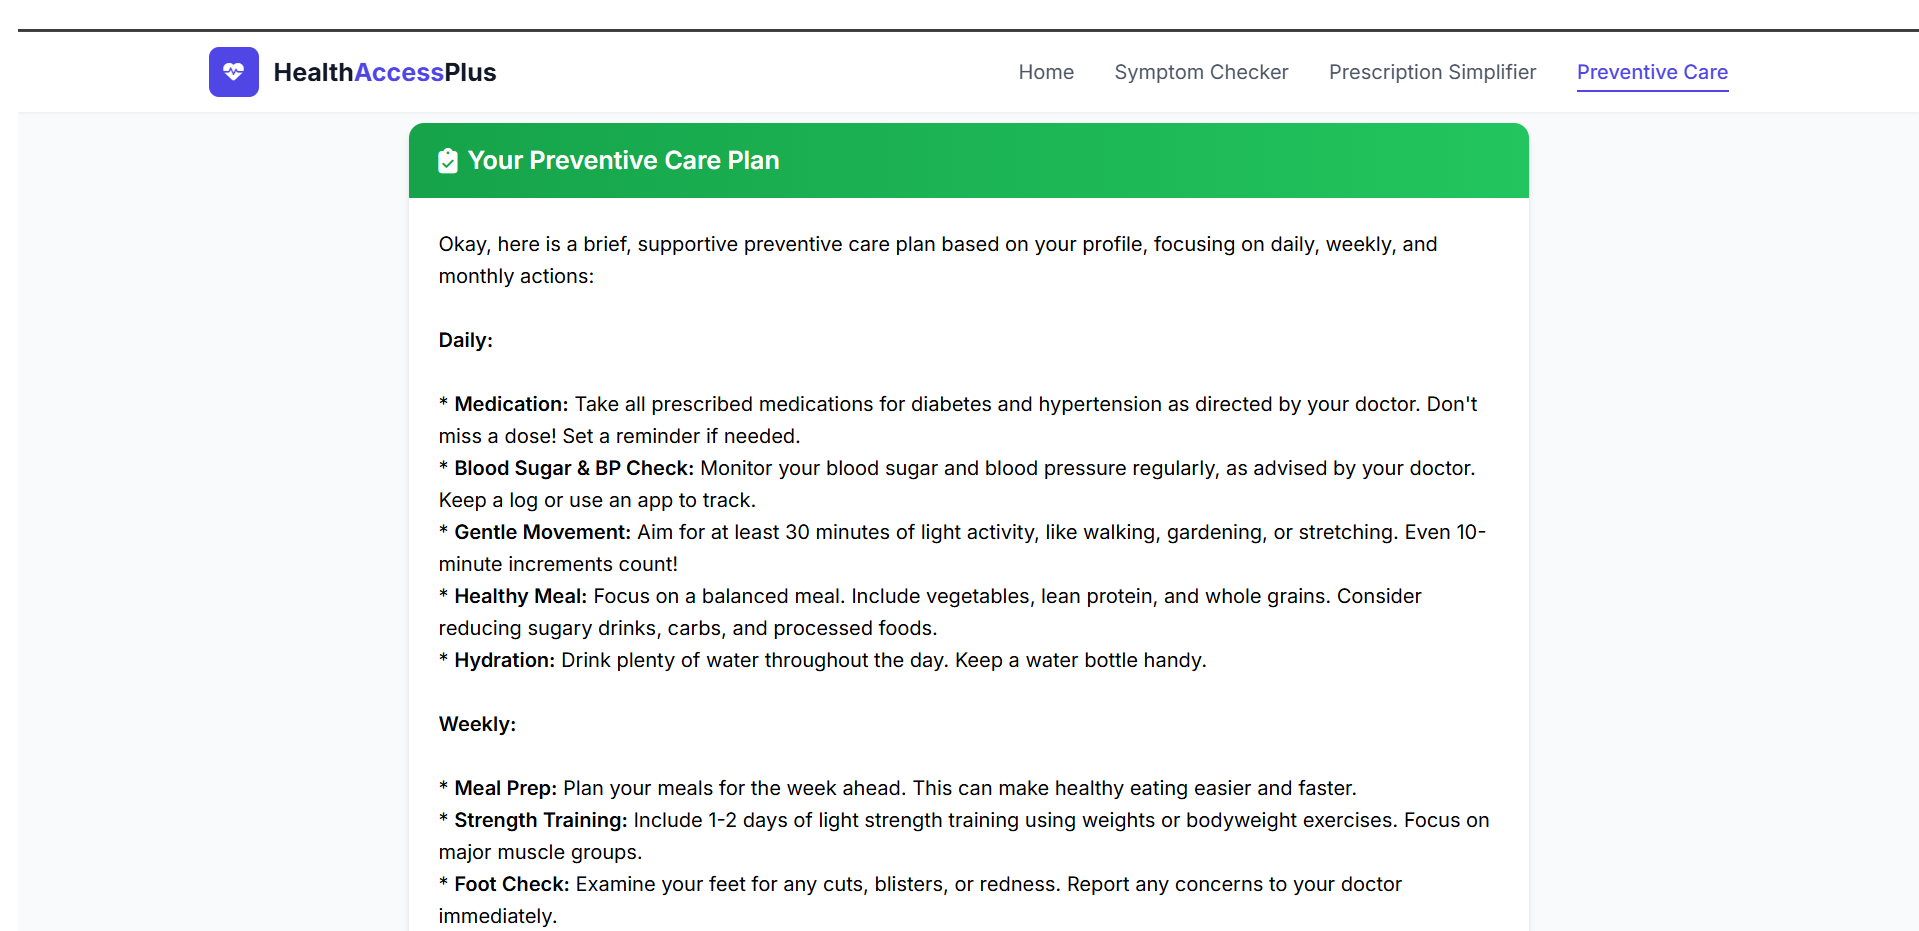 HealthAccessPlus
Home Symptom Checker Prescription Simplifier Preventive Care
Your Preventive Care Plan
Okay, here is a brief, supportive preventive care plan based on your profile, focusing on daily, weekly, and
monthly actions:
Daily:
* Medication: Take all prescribed medications for diabetes and hypertension as directed by your doctor. Don't
miss a dose! Set a reminder if needed.
* Blood Sugar & BP Check: Monitor your blood sugar and blood pressure regularly, as advised by your doctor.
Keep a log or use an app to track.
* Gentle Movement: Aim for at least 30 minutes of light activity, like walking, gardening, or stretching. Even 10-
minute increments count!
* Healthy Meal: Focus on a balanced meal. Include vegetables, lean protein, and whole grains. Consider
reducing sugary drinks, carbs, and processed foods.
* Hydration: Drink plenty of water throughout the day. Keep a water bottle handy.
Weekly:
* Meal Prep: Plan your meals for the week ahead. This can make healthy eating easier and faster.
* Strength Training: Include 1-2 days of light strength training using weights or bodyweight exercises. Focus on
major muscle groups.
* Foot Check: Examine your feet for any cuts, blisters, or redness. Report any concerns to your doctor
immediately.